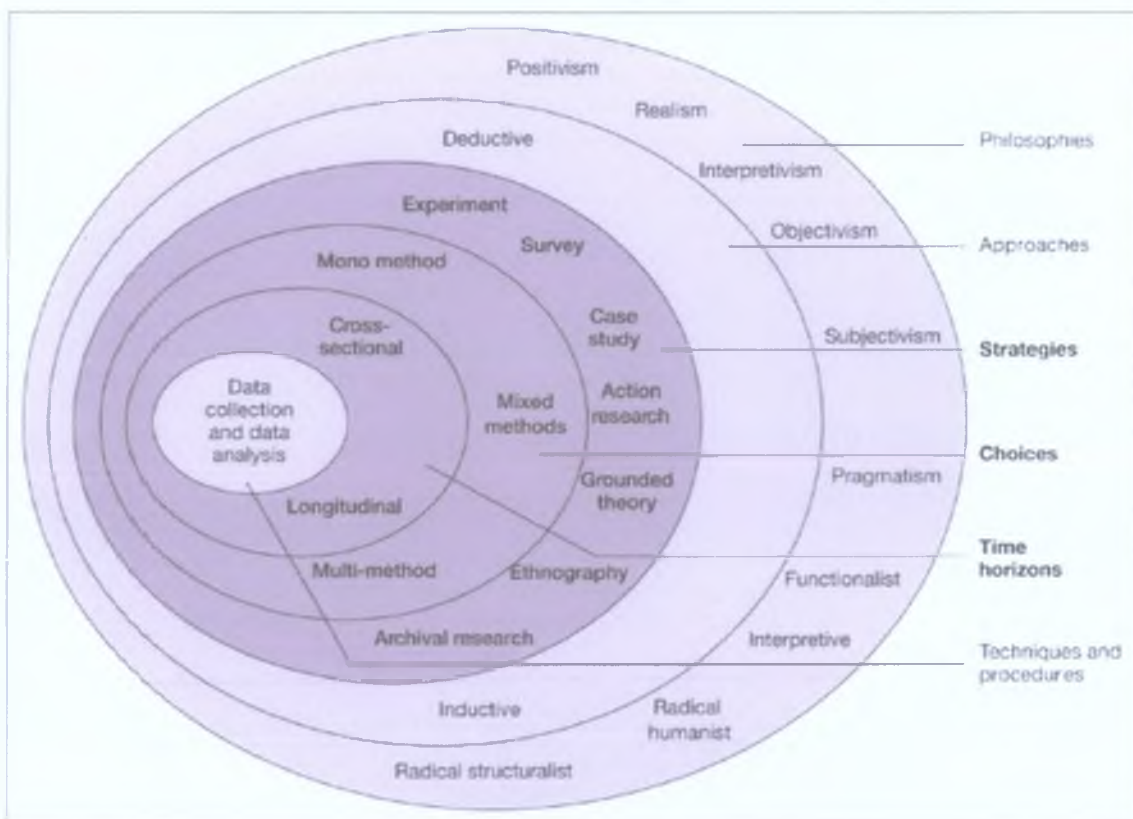 Positivism
Realism
Deductive
Philosophies
Interpretivism
Experiment
Objectivism
Survey
Approaches
Mono method
Case
study
Cross-
sectional
Subjectivism
Strategies
Data
collection
and data
analysis
Mixed
methods
Action
research
Choices
Pragmatism
Grounded
theory
Longitudinal
Time
horizons
Multi-method
Ethnography
Functionalist
Archival research
Interpretive
Techniques and
procedures
Inductive
Radical
humanist
Radical structuralist